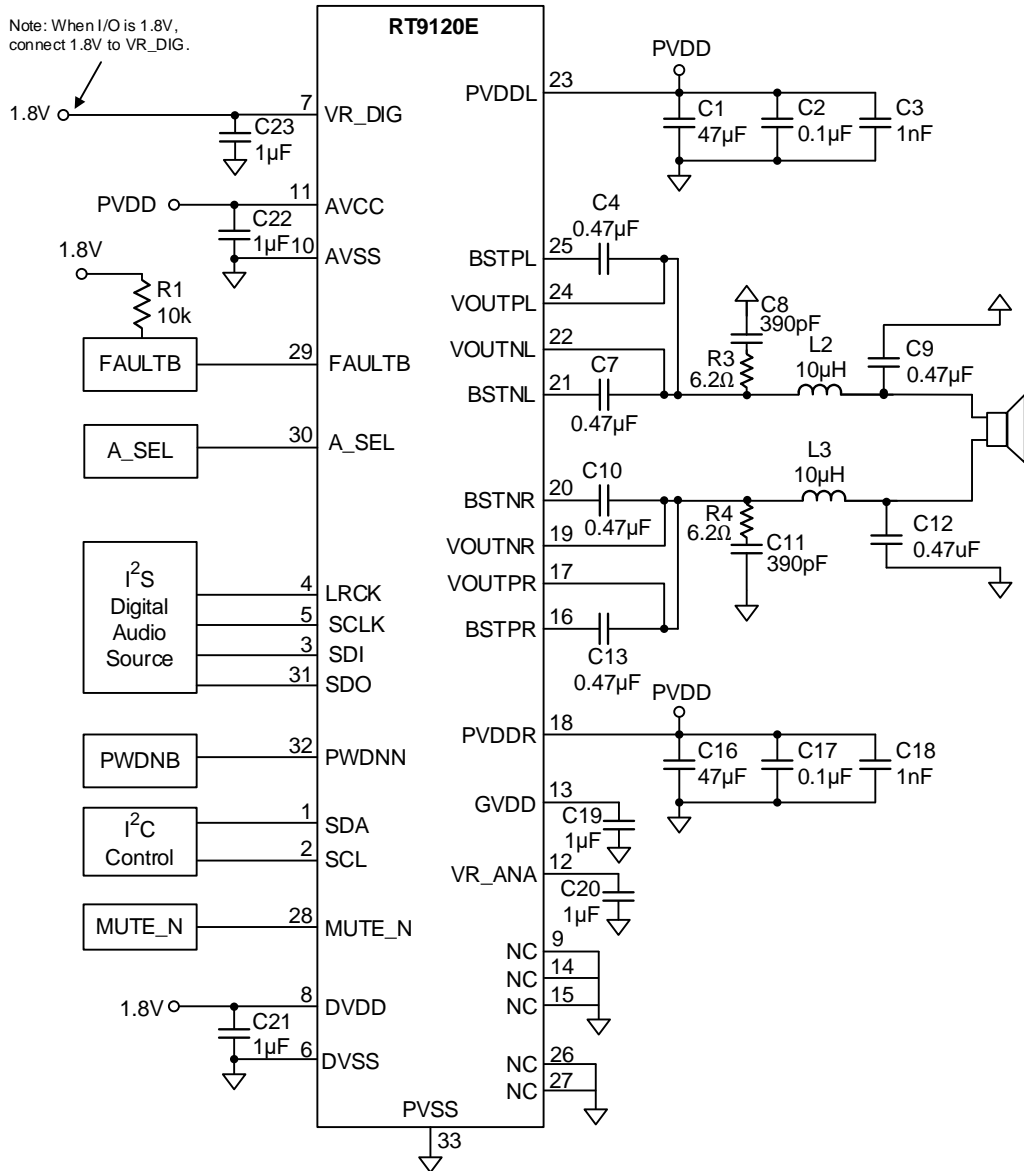 Note: When I/O is 1.8V,
connect 1.8V to VR_DIG.
RT9120E
1.8V
7
VR_DIG
C23
1µF
PVDD
11
AVCC
C22
1µF
10
AVSS
1.8V
R1
10k
FAULTB
29
FAULTB
A_SEL
30
A_SEL
I2S
Digital
Audio
Source
4
LRCK
5
SCLK
3
SDI
31
SDO
PWDNB
32
PWDNN
I2C
Control
1
SDA
2
SCL
MUTE_N
28
MUTE_N
1.8V
8
DVDD
C21
1µF
6
DVSS
PVSS
33
PVDD
PVDDL
23
C1
47µF
C2
0.1µF
C3
1nF
C4
0.47µF
BSTPL
25
VOUTPL
24
VOUTNL
22
BSTNL
21
C7
0.47µF
C8
390pF
R3
6.2Ω
L2
10µH
C9
0.47µF
L3
10µH
BSTNR
20
C10
0.47µF
VOUTNR
19
VOUTPR
17
BSTPR
16
C13
0.47µF
R4
6.2Ω
C11
390pF
C12
0.47uF
PVDD
PVDDR
18
C16
47µF
C17
0.1µF
C18
1nF
GVDD
13
C19
1µF
VR_ANA
12
C20
1µF
NC
9
NC
14
NC
15
NC
26
NC
27